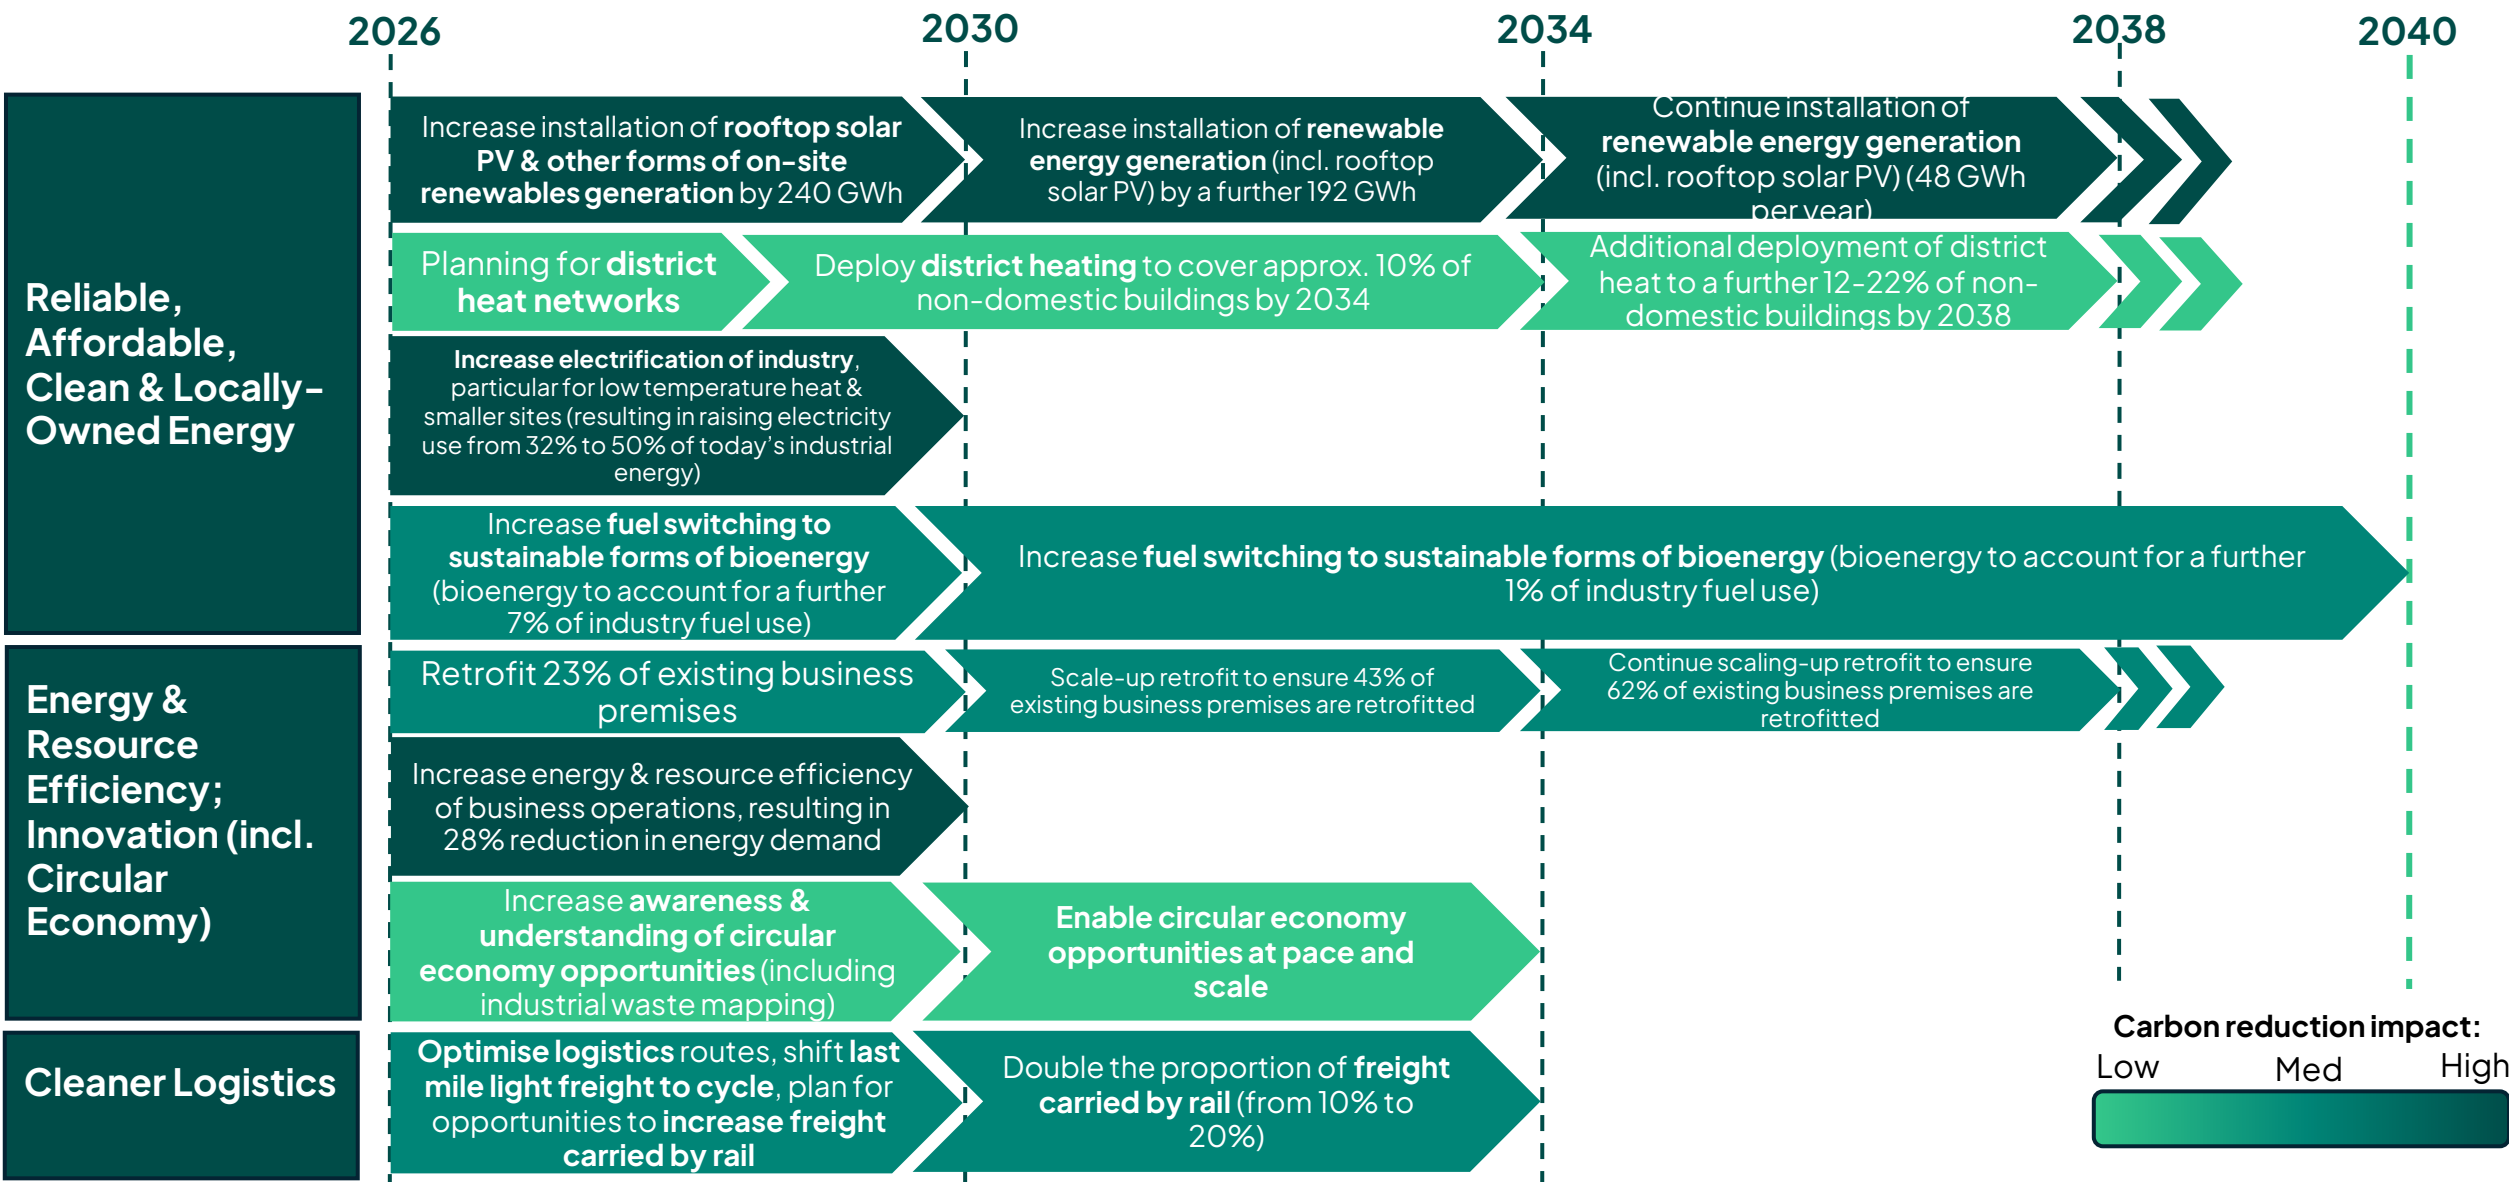 2026
2030
2034
2038
2040
Reliable,
Affordable,
Clean & Locally-
Owned Energy
Increase installation of rooftop solar
PV & other forms of on-site
renewables generation by 240 GWh
Increase installation of renewable
energy generation (incl. rooftop
solar PV) by a further 192 GWh
Continue installation of
renewable energy generation
(incl. rooftop solar PV) (48 GWh
per year)
Planning for district
heat networks
Deploy district heating to cover approx. 10% of
non-domestic buildings by 2034
Additional deployment of district
heat to a further 12-22% of non-
domestic buildings by 2038
Increase electrification of industry,
particular for low temperature heat &
smaller sites (resulting in raising electricity
use from 32% to 50% of today's industrial
energy)
Increase fuel switching to
sustainable forms of bioenergy
(bioenergy to account for a further
7% of industry fuel use)
Increase fuel switching to sustainable forms of bioenergy (bioenergy to account for a further
1% of industry fuel use)
Energy &
Resource
Efficiency;
Innovation (incl.
Circular
Economy)
Retrofit 23% of existing business
premises
Scale-up retrofit to ensure 43% of
existing business premises are retrofitted
Continue scaling-up retrofit to ensure
62% of existing business premises are
retrofitted
Increase energy & resource efficiency
of business operations, resulting in
28% reduction in energy demand
Increase awareness &
understanding of circular
economy opportunities (including
industrial waste mapping)
Enable circular economy
opportunities at pace and
scale
Cleaner Logistics
Optimise logistics routes, shift last
mile light freight to cycle, plan for
opportunities to increase freight
carried by rail
Double the proportion of freight
carried by rail (from 10% to
20%)
Carbon reduction impact:
Low Med High